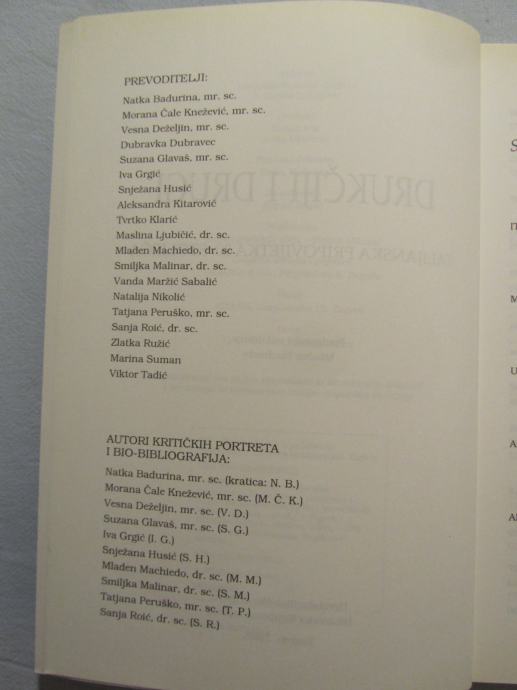 PREVODITELJI:
Natka Badurina, mr. sc.
Morana Čale Knežević, mr. sc.
Vesna Deželjin, mr. sc.
Dubravka Dubravec
Suzana Glavaš, mr. sc.
Iva Grgić
Snježana Husić
Aleksandra Kitarović
Tvrtko Klarić
Maslina Ljubičić, dr. sc.
Mladen Machiedo, dr. sc.
Smiljka Malinar, dr. sc.
Vanda Maržić Sabalić
Natalija Nikolić
Tatjana Peruško, mr. sc.
Sanja Roić, dr. sc.
Zlatka Ružić
Marina Suman
Viktor Tadić
AUTORI KRITIČKIH PORTRETA
I BIO-BIBLIOGRAFIJA:
Natka Badurina, mr. sc. (kratica: N. B.)
Morana Čale Knežević, mr. sc. (M. Č. K.)
Vesna Deželjin, mr. sc. (V. D.)
Suzana Glavaš, mr. sc. (S. G.)
Iva Grgić (I. G.)
Snježana Husić (S. H.)
Mladen Machiedo, dr. sc. (M. M.)
Smiljka Malinar, dr. sc. (S. M.)
Tatjana Peruško, mr. sc. (T. P.)
Sanja Roić, dr. sc. (S. R.)